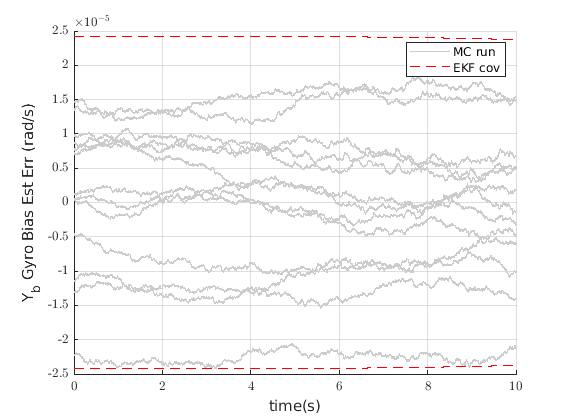 ×10⁻⁵
2.5
2
1.5
1
0.5
0
-0.5
-1
-1.5
-2
-2.5
Y_b Gyro Bias Est Err (rad/s)
MC run
EKF cov
0 2 4 6 8 10
time(s)